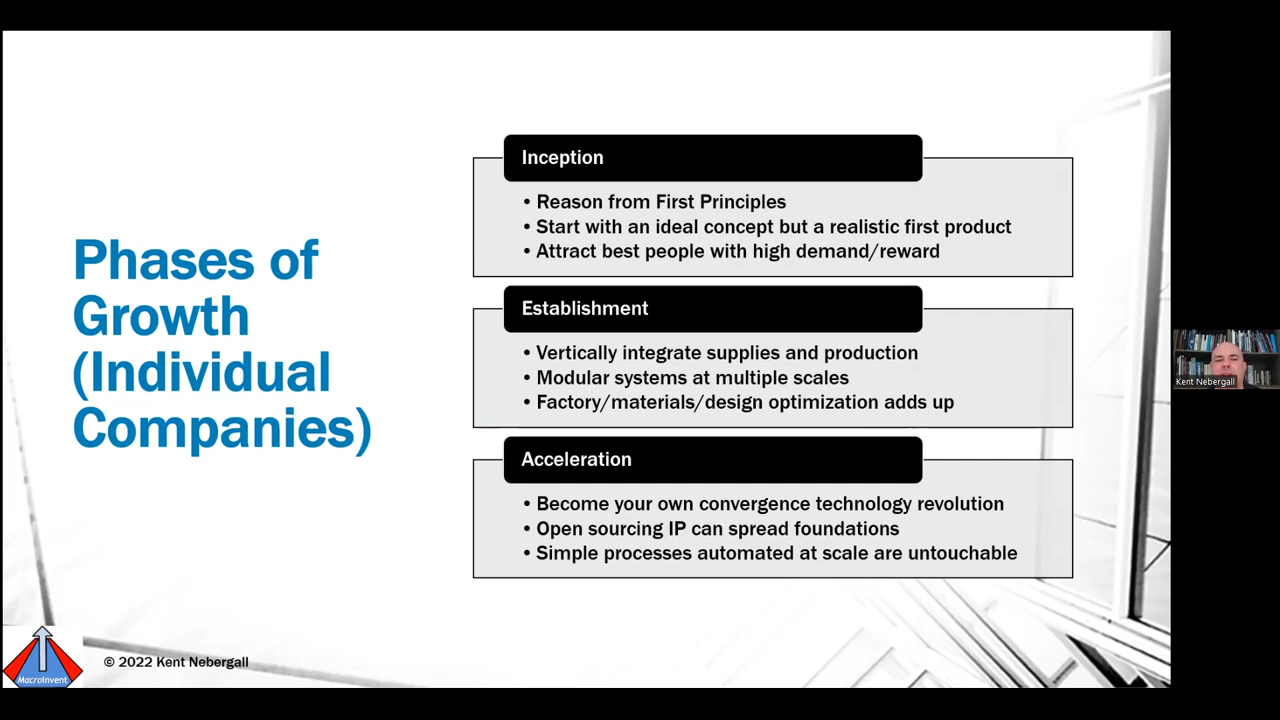 Phases of
Growth
(Individual
Companies)
Inception
• Reason from First Principles
• Start with an ideal concept but a realistic first product
• Attract best people with high demand/reward
Establishment
• Vertically integrate supplies and production
• Modular systems at multiple scales
• Factory/materials/design optimization adds up
Acceleration
• Become your own convergence technology revolution
• Open sourcing IP can spread foundations
• Simple processes automated at scale are untouchable
MacroInvent
© 2022 Kent Nebergall
Kent Nebergall